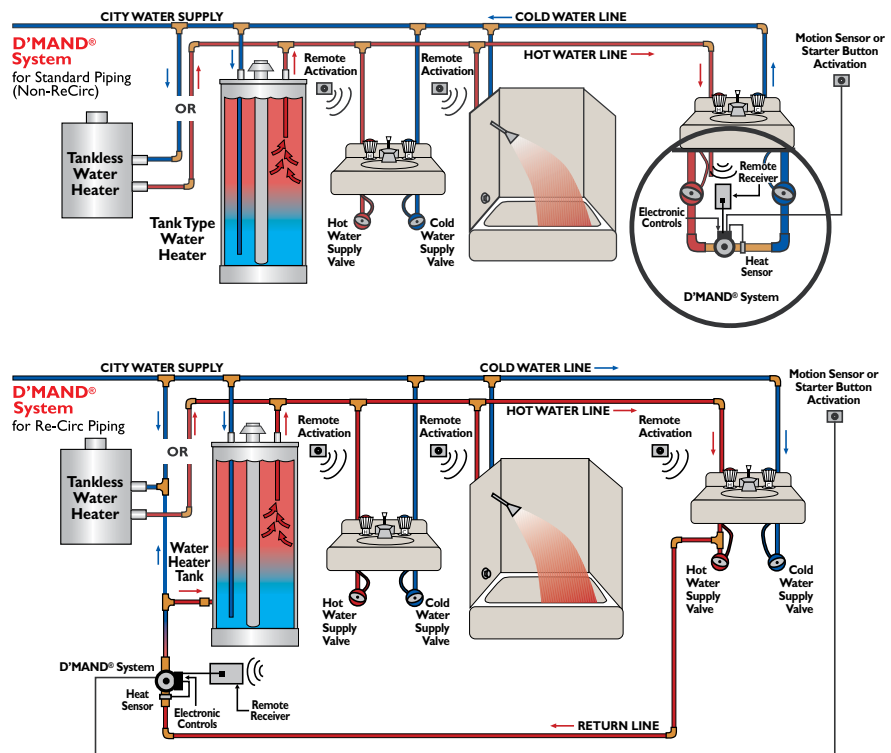 CITY WATER SUPPLY
COLD WATER LINE
D'MAND®
System
for Standard Piping
(Non-ReCirc)
HOT WATER LINE
Motion Sensor or
Starter Button
Activation
Remote
Activation
Remote
Activation
OR
Tankless
Water
Heater
Tank Type
Water
Heater
Hot
Water
Supply
Valve
Cold
Water
Supply
Valve
Remote
Receiver
Electronic
Controls
Heat
Sensor
D'MAND® System
CITY WATER SUPPLY
COLD WATER LINE
D'MAND®
System
for Re-Circ Piping
HOT WATER LINE
Motion Sensor or
Starter Button
Activation
Remote
Activation
Remote
Activation
Remote
Activation
OR
Tankless
Water
Heater
Water
Heater
Tank
Hot
Water
Supply
Valve
Cold
Water
Supply
Valve
Hot
Water
Supply
Valve
Cold
Water
Supply
Valve
D'MAND® System
Heat
Sensor
Electronic
Controls
Remote
Receiver
RETURN LINE